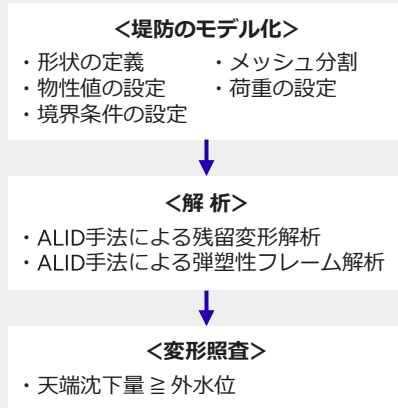 ＜堤防のモデル化＞
・形状の定義　・メッシュ分割
・物性値の設定　・荷重の設定
・境界条件の設定
＜解 析＞
・ALID手法による残留変形解析
・ALID手法による弾塑性フレーム解析
＜変形照査＞
・天端沈下量 ≧ 外水位